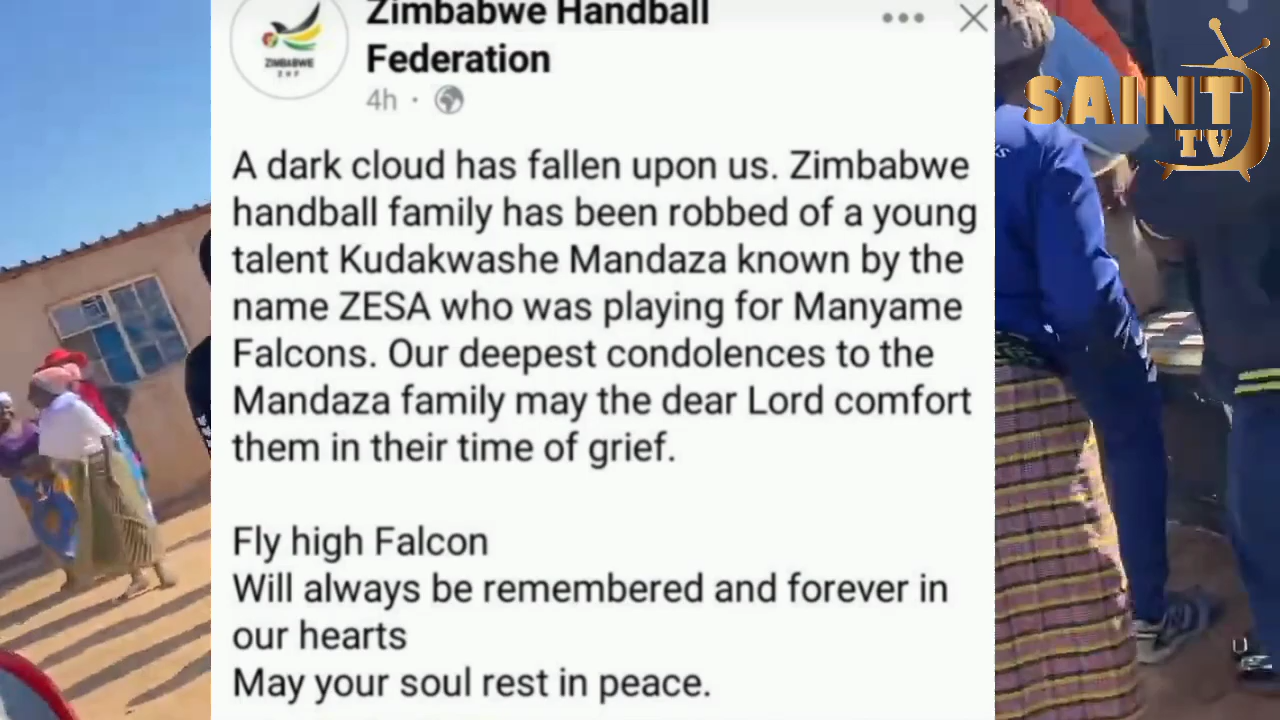 Zimbabwe Handball
Federation
4h ·
ZIMBABWE
ZHF
A dark cloud has fallen upon us. Zimbabwe
handball family has been robbed of a young
talent Kudakwashe Mandaza known by the
name ZESA who was playing for Manyame
Falcons. Our deepest condolences to the
Mandaza family may the dear Lord comfort
them in their time of grief.
Fly high Falcon
Will always be remembered and forever in
our hearts
May your soul rest in peace.
SAINT
TV